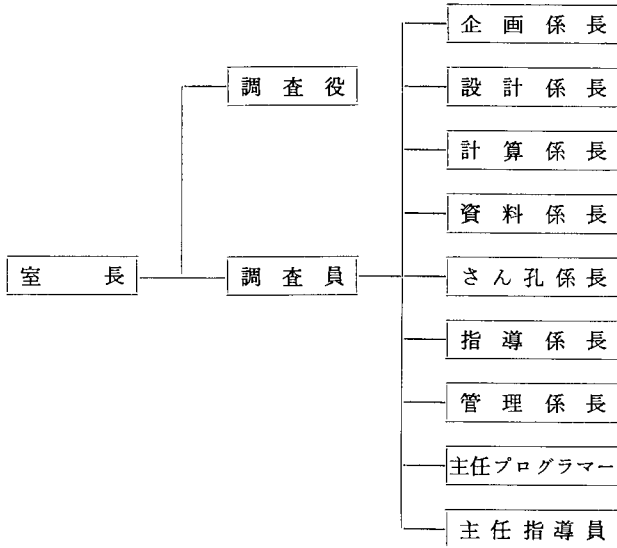 室長
調査役
調査員
企画係長
設計係長
計算係長
資料係長
さん孔係長
指導係長
管理係長
主任プログラマー
主任指導員